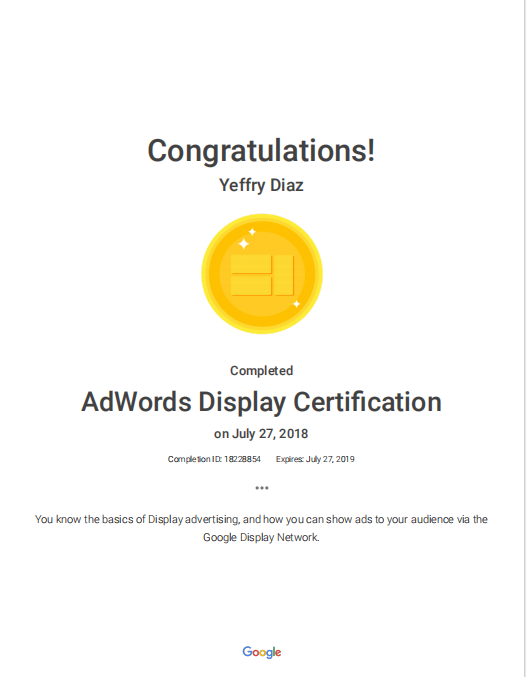 Congratulations!
Yeffry Diaz
Completed
AdWords Display Certification
on July 27, 2018
Completion ID: 18228854 Expires: July 27, 2019
•••
You know the basics of Display advertising, and how you can show ads to your audience via the
Google Display Network.
Google